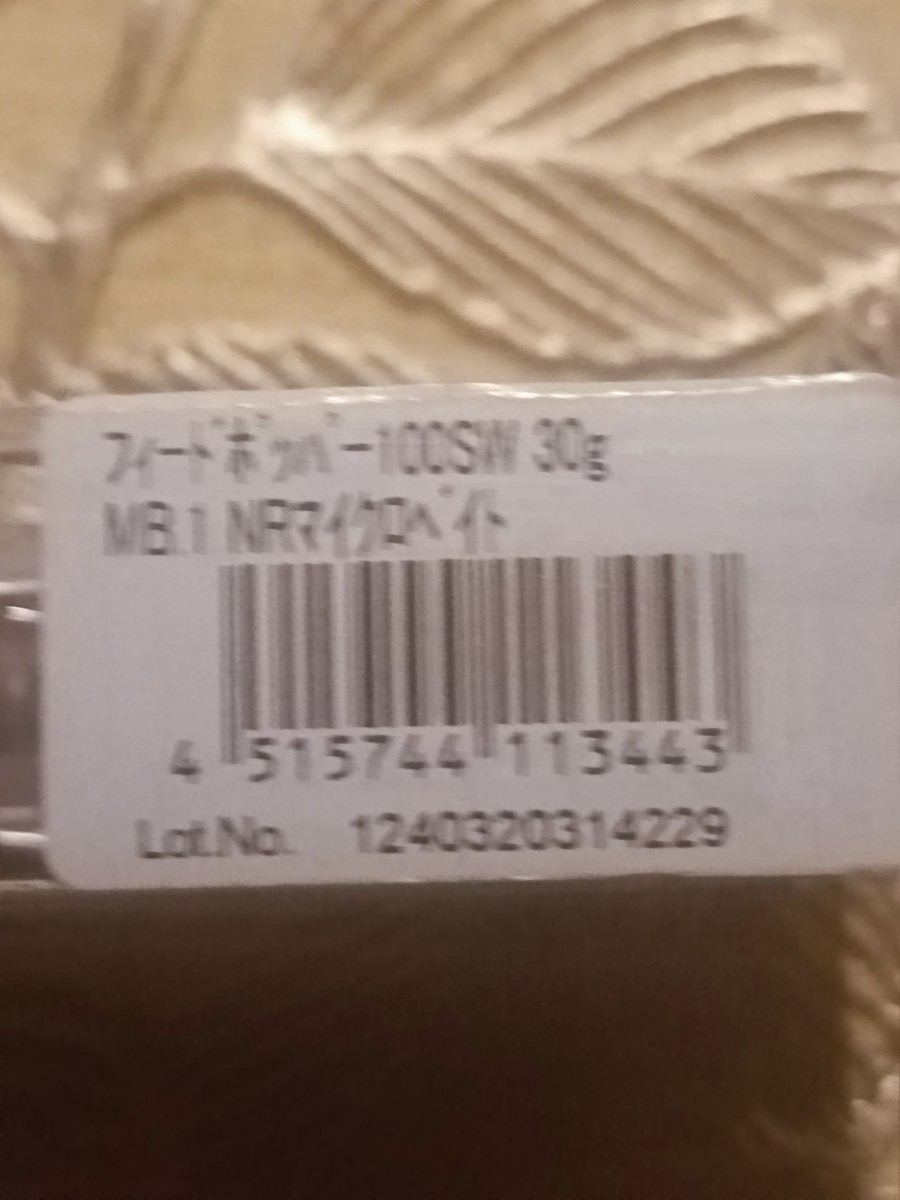 フィードポッパー100SW 30g
MB.1 NRマイクロベイト
4 515744 113443
Lot.No. 1240320314229